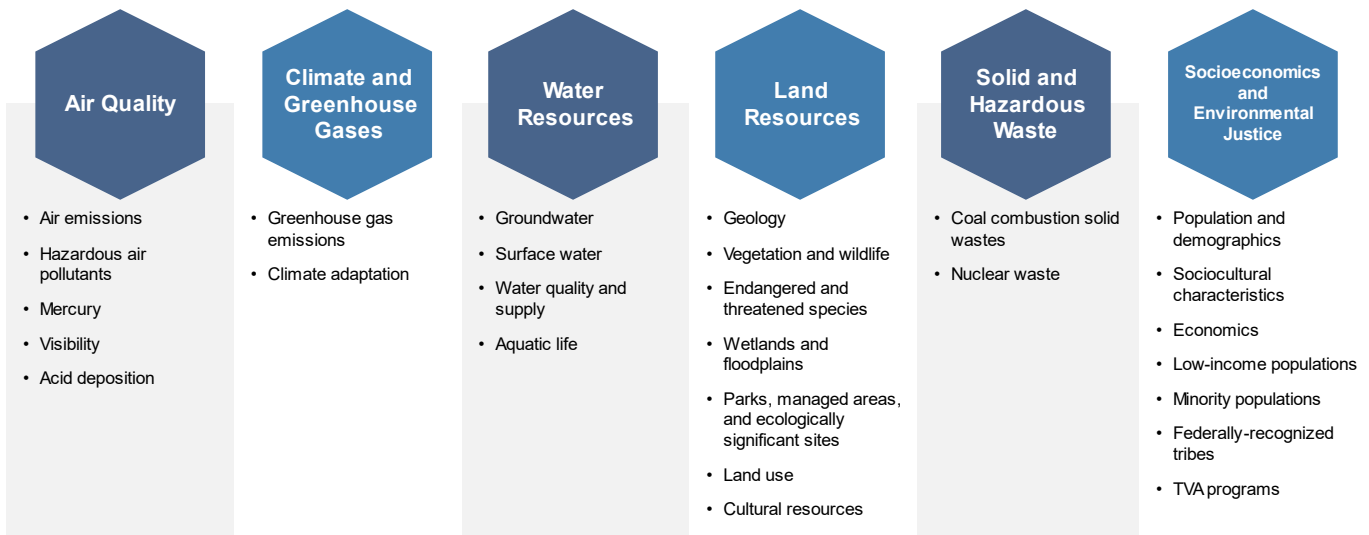 Air Quality
• Air emissions
• Hazardous air
pollutants
• Mercury
• Visibility
• Acid deposition
Climate and
Greenhouse
Gases
• Greenhouse gas
emissions
• Climate adaptation
Water
Resources
• Groundwater
• Surface water
• Water quality and
supply
• Aquatic life
Land
Resources
• Geology
• Vegetation and wildlife
• Endangered and
threatened species
• Wetlands and
floodplains
• Parks, managed areas,
and ecologically
significant sites
• Land use
• Cultural resources
Solid and
Hazardous
Waste
• Coal combustion solid
wastes
• Nuclear waste
Socioeconomics
and
Environmental
Justice
• Population and
demographics
• Sociocultural
characteristics
• Economics
• Low-income populations
• Minority populations
• Federally-recognized
tribes
• TVA programs